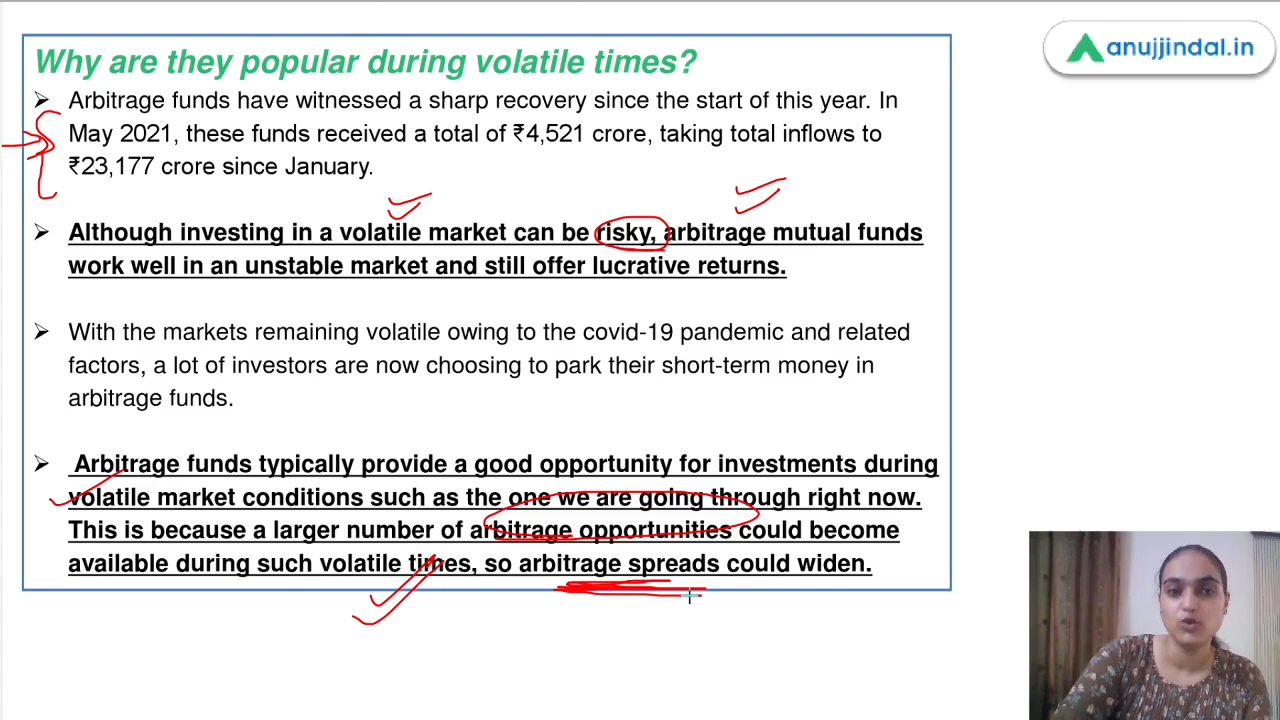 Why are they popular during volatile times?
anujjindal.in
➢ Arbitrage funds have witnessed a sharp recovery since the start of this year. In
May 2021, these funds received a total of ₹4,521 crore, taking total inflows to
₹23,177 crore since January.
➢ Although investing in a volatile market can be risky, arbitrage mutual funds
work well in an unstable market and still offer lucrative returns.
➢ With the markets remaining volatile owing to the covid-19 pandemic and related
factors, a lot of investors are now choosing to park their short-term money in
arbitrage funds.
➢ Arbitrage funds typically provide a good opportunity for investments during
volatile market conditions such as the one we are going through right now.
This is because a larger number of arbitrage opportunities could become
available during such volatile times, so arbitrage spreads could widen.